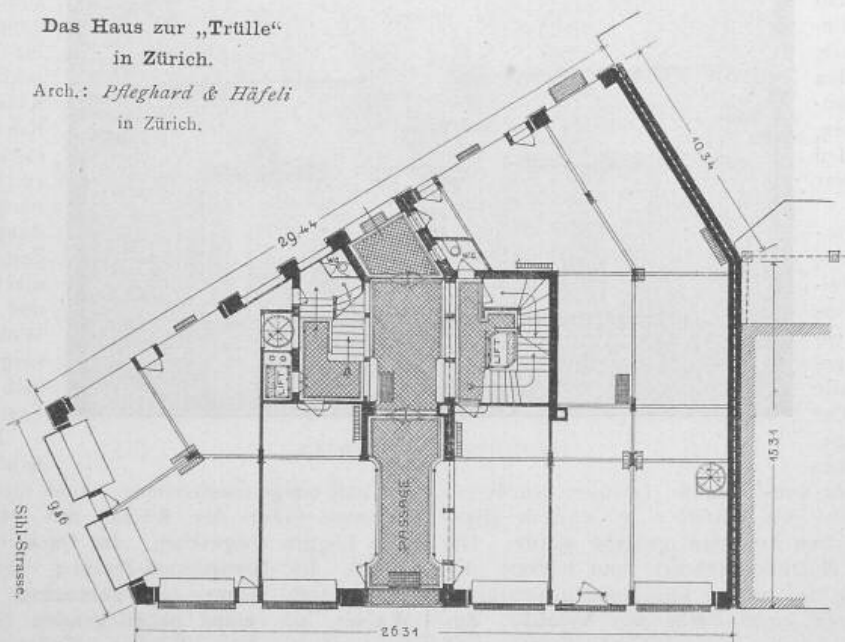 Das Haus zur „Trülle“
in Zürich.
Arch.: Pfleghard & Häfeli
in Zürich.
29.44
10.34
W.C.
W.C.
LIFT
LIFT
15.31
9.46
PASSAGE
Sihl-Strasse.
26.31